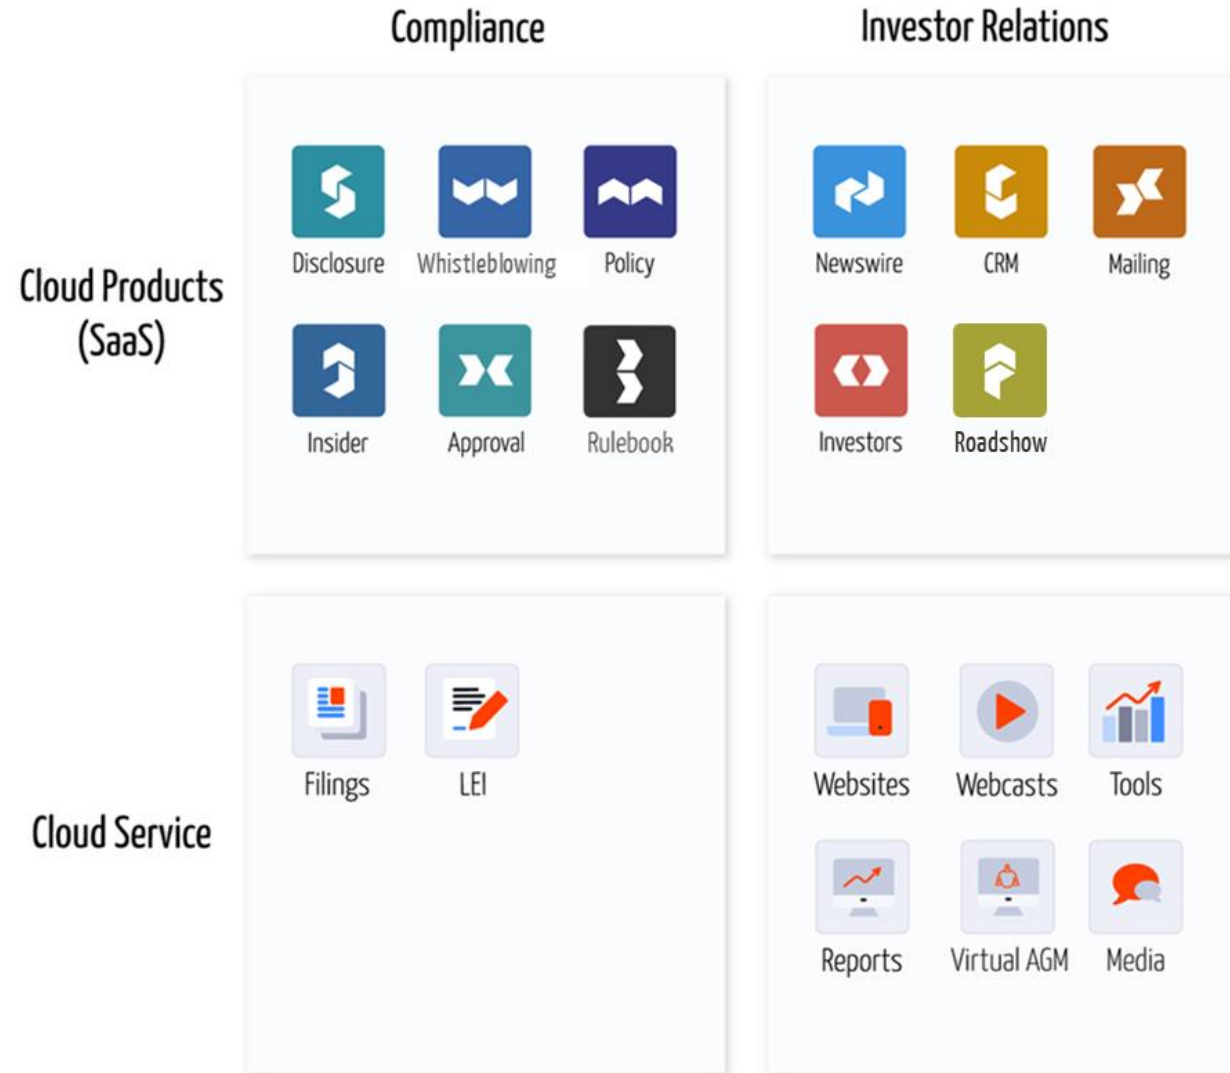 Compliance
Investor Relations
Cloud Products
(SaaS)
Disclosure
Whistleblowing
Policy
Insider
Approval
Rulebook
Newswire
CRM
Mailing
Investors
Roadshow
Cloud Service
Filings
LEI
Websites
Webcasts
Tools
Reports
Virtual AGM
Media